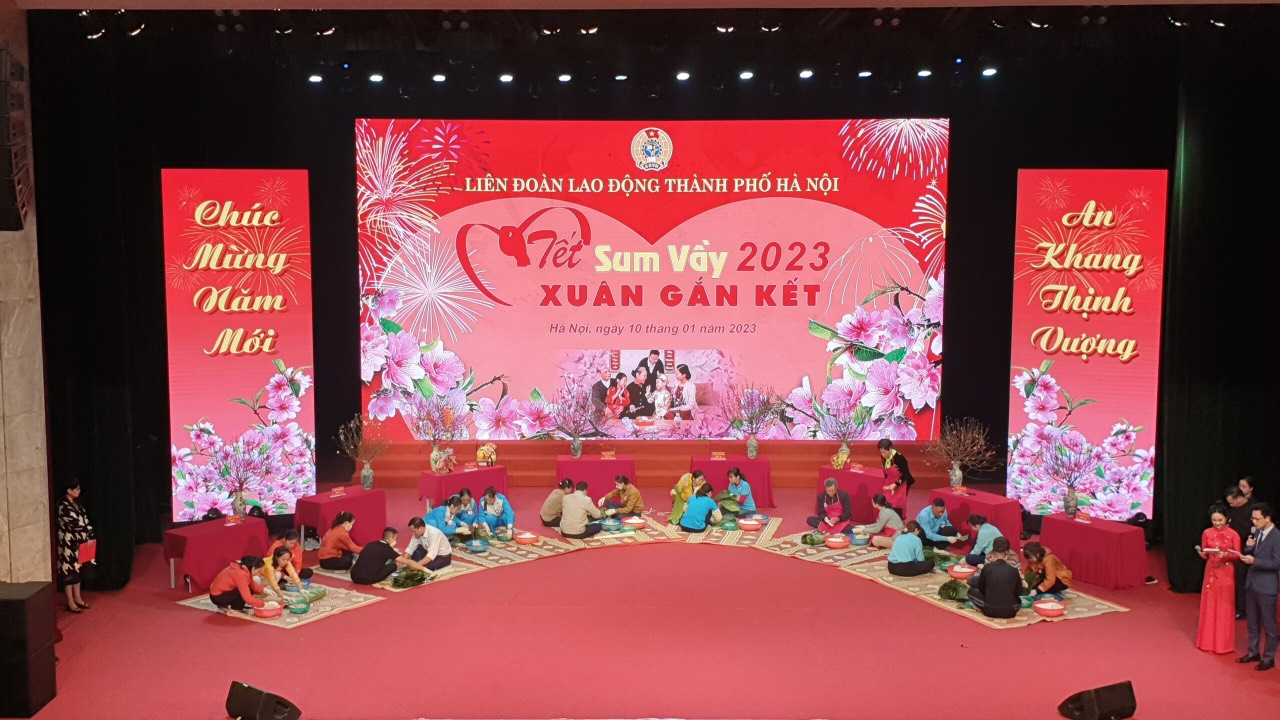 Chúc
Mừng
Năm
Mới
LIÊN ĐOÀN LAO ĐỘNG THÀNH PHỐ HÀ NỘI
Tết Sum Vầy 2023
XUÂN GẮN KẾT
Hà Nội, ngày 10 tháng 01 năm 2023
An
Khang
Thịnh
Vượng